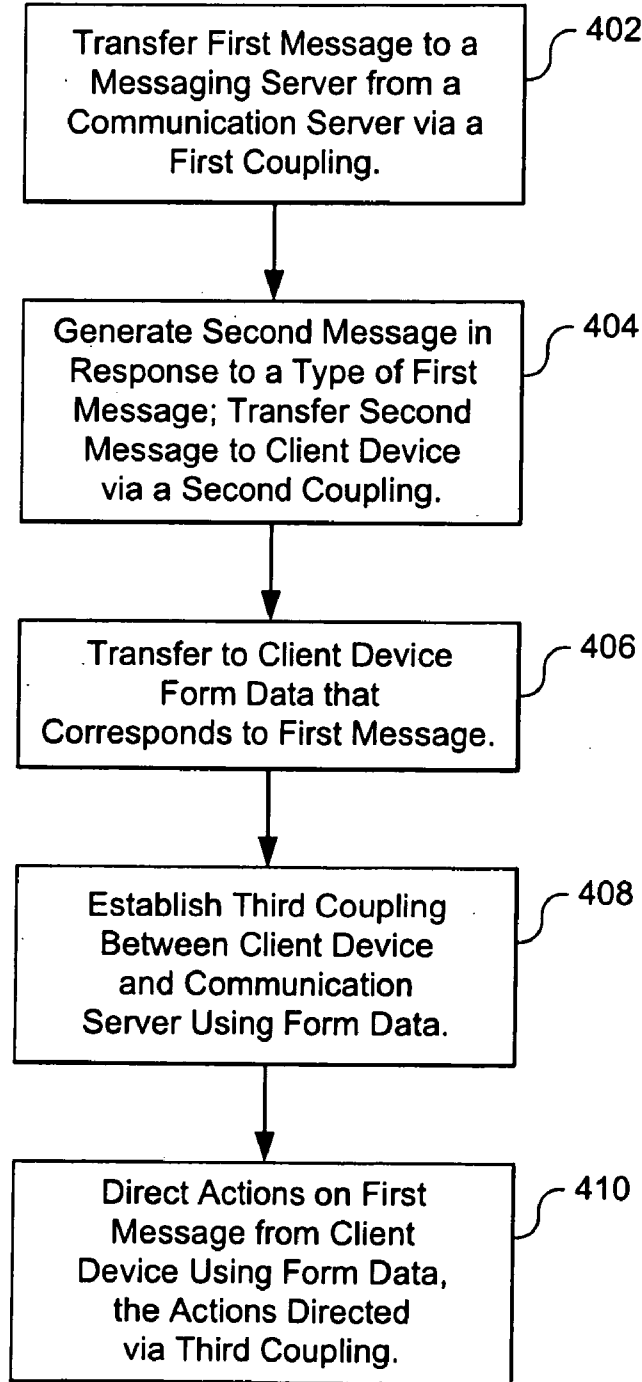 Transfer First Message to a
Messaging Server from a
Communication Server via a
First Coupling.
402
Generate Second Message in
Response to a Type of First
Message; Transfer Second
Message to Client Device
via a Second Coupling.
404
Transfer to Client Device
Form Data that
Corresponds to First Message.
406
Establish Third Coupling
Between Client Device
and Communication
Server Using Form Data.
408
Direct Actions on First
Message from Client
Device Using Form Data,
the Actions Directed
via Third Coupling.
410